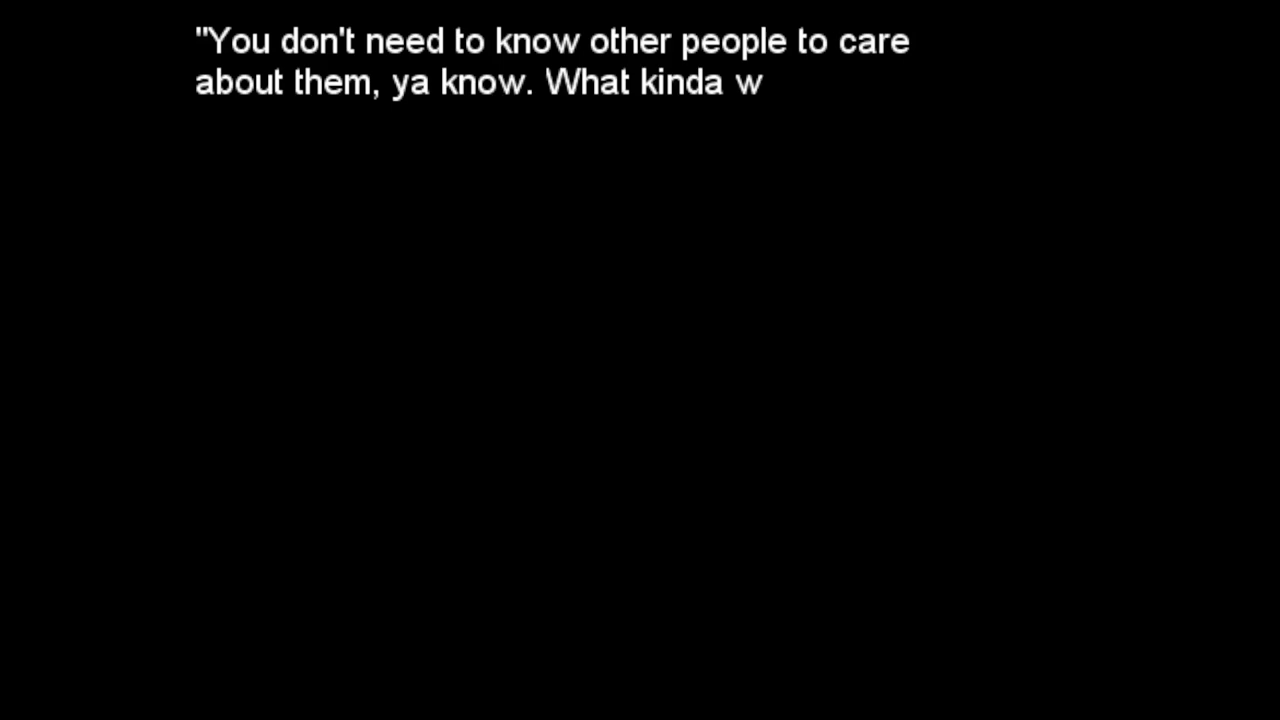 "You don't need to know other people to care
about them, ya know. What kinda w